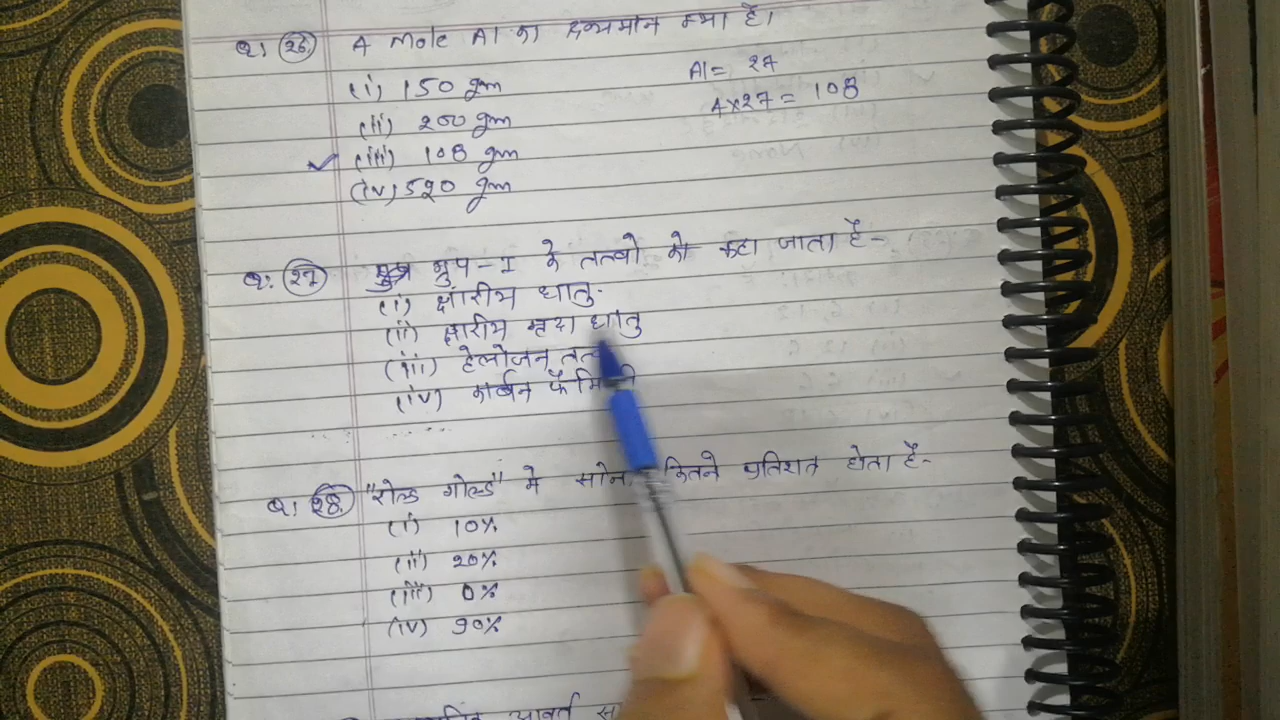 Q. 26. 4 Mole Al का द्रव्यमान क्या है।
(i) 150 gm
Al = 27
(ii) 200 gm
4×27 = 108
(iii) 108 gm
(iv) 520 gm
Q. 27. ग्रुप-I के तत्वो को कहा जाता है-
(i) क्षारीय धातु.
(ii) क्षारीय मृदा धातु
(iii) हेलोजन
(iv) कार्बन
Q. 28. "रोल्ड गोल्ड" मे सोना कितने प्रतिशत होता है-
(i) 10%
(ii) 20%
(iii) 0%
(iv) 90%
आवर्त